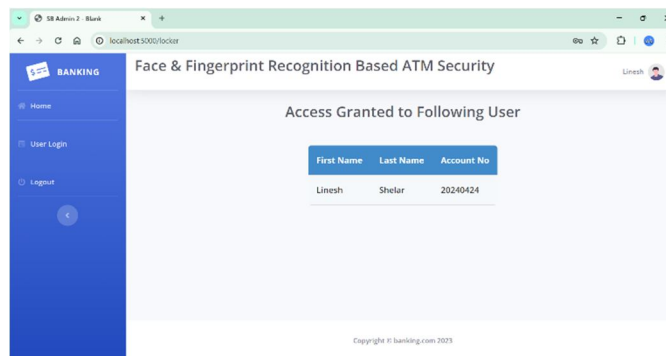 SB Admin 2 - Blank
localhost:5000/locker
BANKING
Face & Fingerprint Recognition Based ATM Security
Linesh
Home
User Login
Logout
Access Granted to Following User
First Name Last Name Account No
Linesh Shelar 20240424
Copyright © banking.com 2023